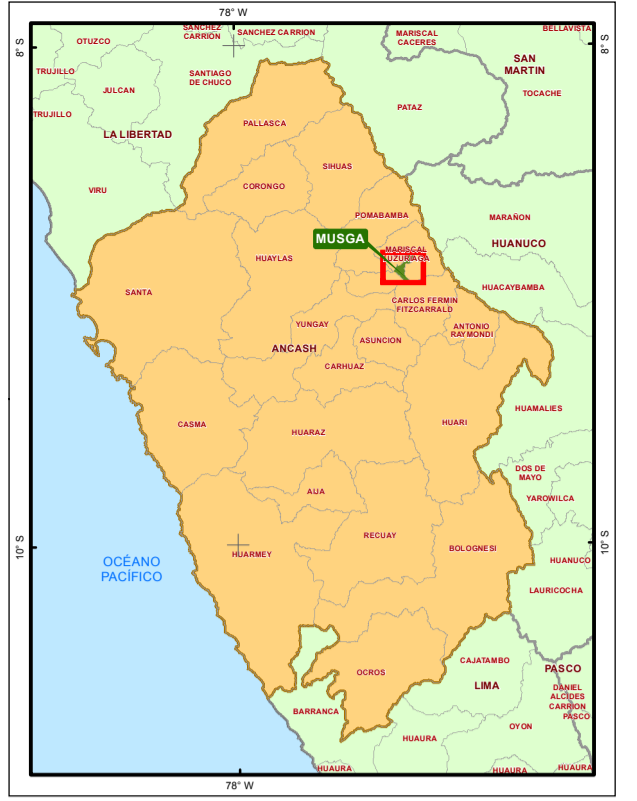 78° W
SANCHEZ
CARRIÓN
SANCHEZ CARRION
MARISCAL
CACERES
BELLAVISTA
OTUZCO
8° S
8° S
SAN
MARTIN
TRUJILLO
SANTIAGO
DE CHUCO
JULCAN
TOCACHE
PATAZ
TRUJILLO
PALLASCA
LA LIBERTAD
SIHUAS
CORONGO
VIRU
POMABAMBA
MARAÑON
MUSGA
HUANUCO
MARISCAL
LUZURIAGA
HUAYLAS
HUACAYBAMBA
SANTA
CARLOS FERMIN
FITZCARRALD
YUNGAY
ANTONIO
RAYMONDI
ASUNCION
ANCASH
CARHUAZ
HUAMALIES
CASMA
HUARI
HUARAZ
DOS DE
MAYO
AIJA
YAROWILCA
RECUAY
10° S
10° S
HUARMEY
BOLOGNESI
OCÉANO
PACÍFICO
HUANUCO
LAURICOCHA
CAJATAMBO
PASCO
OCROS
LIMA
DANIEL
ALCIDES
CARRION
PASCO
BARRANCA
OYON
HUAURA
HUAURA
HUAURA
HUAURA
78° W